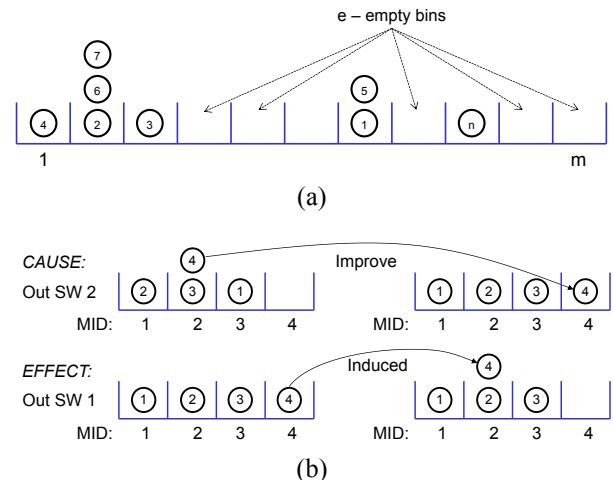 e – empty bins
7
6 5
4 2 3 1 n
1 m
(a)
CAUSE: 4 Improve
Out SW 2 2 3 1 1 2 3 4
MID: 1 2 3 4 MID: 1 2 3 4
EFFECT: Induced 4
Out SW 1 1 2 3 4 1 2 3
MID: 1 2 3 4 MID: 1 2 3 4
(b)